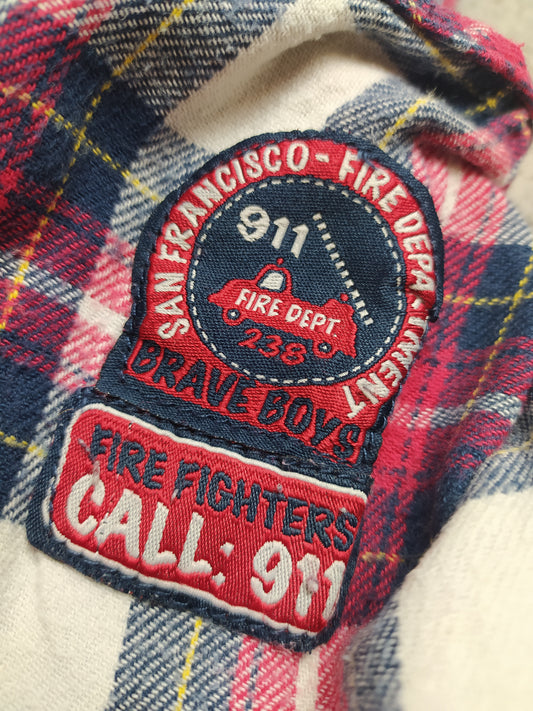 SAN FRANCISCO - FIRE DEPARTMENT
911
FIRE DEPT
238
BRAVE BOYS
FIRE FIGHTERS
CALL: 911